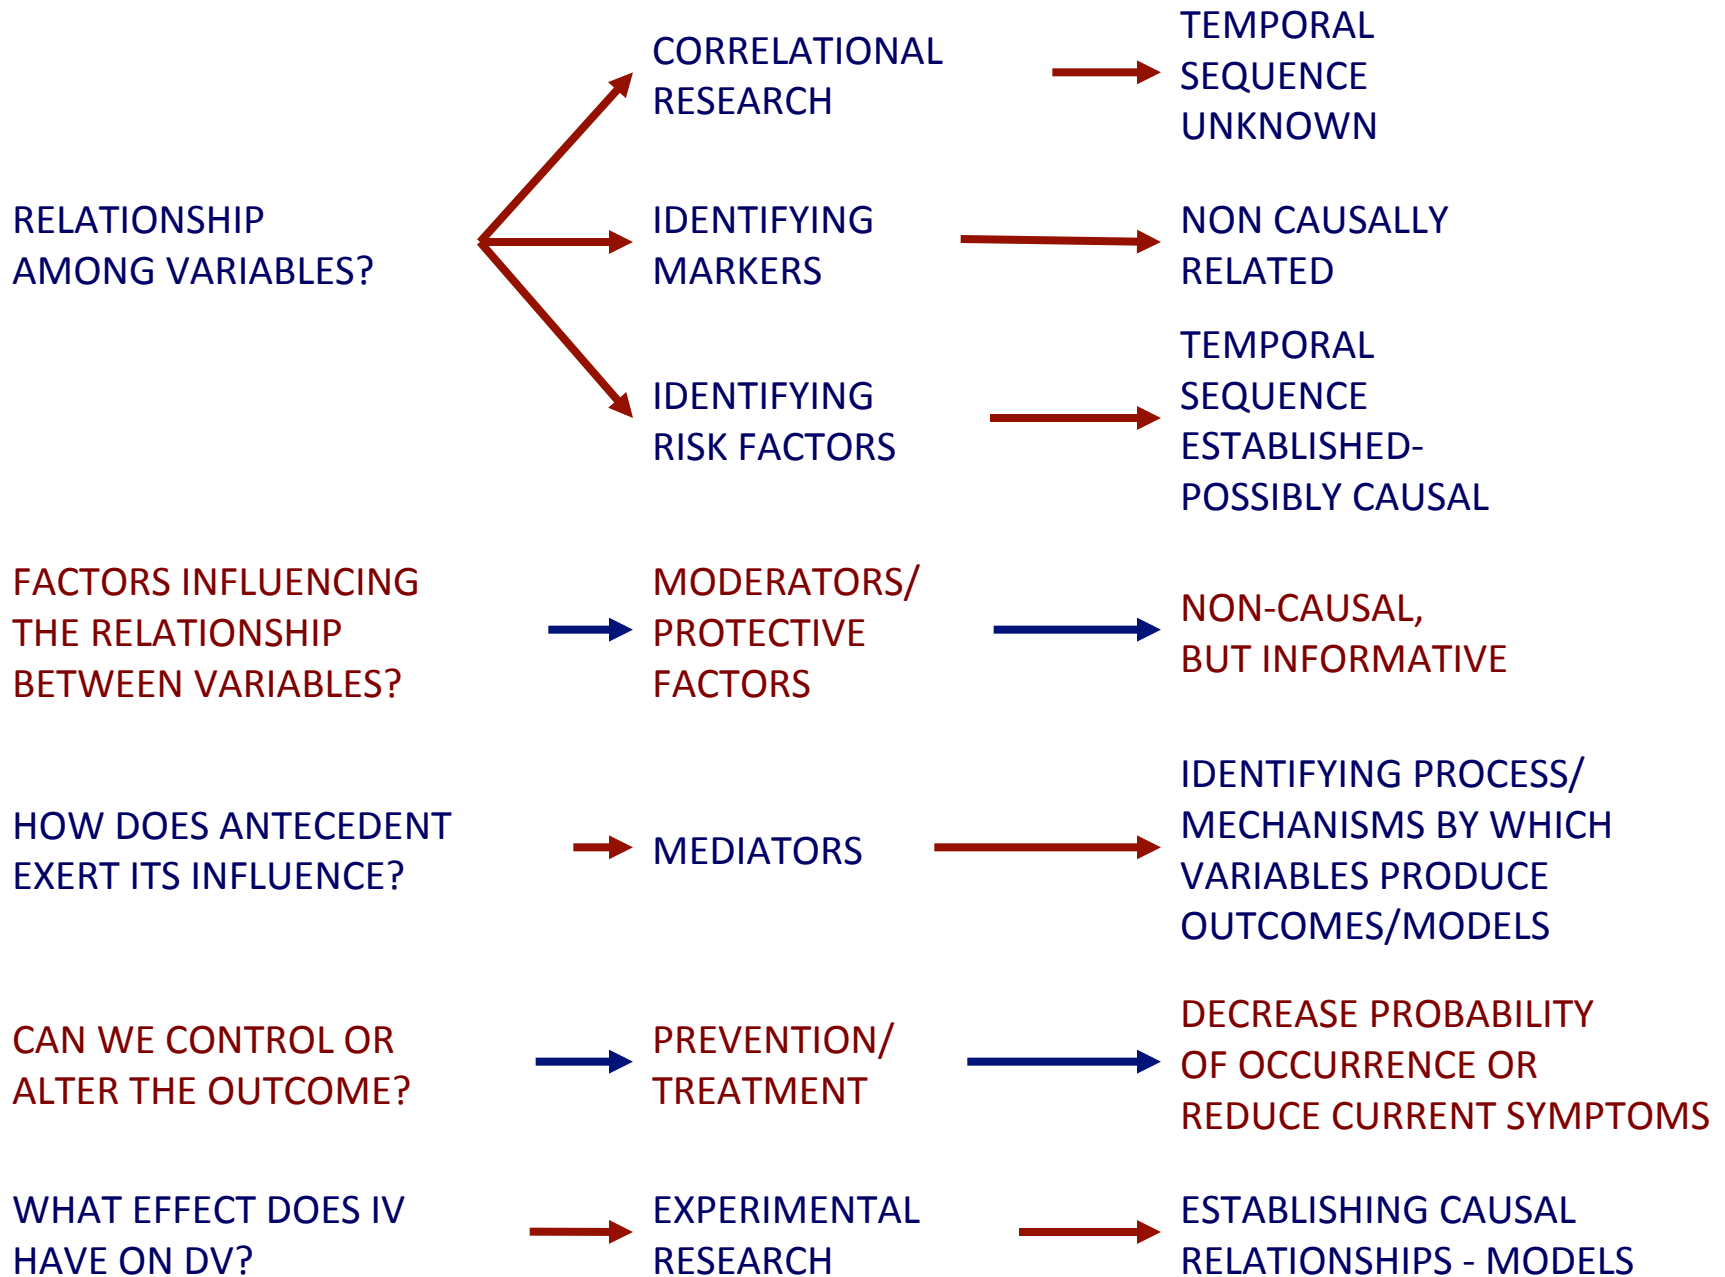 RELATIONSHIP
AMONG VARIABLES?
CORRELATIONAL
RESEARCH
TEMPORAL
SEQUENCE
UNKNOWN
IDENTIFYING
MARKERS
NON CAUSALLY
RELATED
IDENTIFYING
RISK FACTORS
TEMPORAL
SEQUENCE
ESTABLISHED-
POSSIBLY CAUSAL
FACTORS INFLUENCING
THE RELATIONSHIP
BETWEEN VARIABLES?
MODERATORS/
PROTECTIVE
FACTORS
NON-CAUSAL,
BUT INFORMATIVE
HOW DOES ANTECEDENT
EXERT ITS INFLUENCE?
MEDIATORS
IDENTIFYING PROCESS/
MECHANISMS BY WHICH
VARIABLES PRODUCE
OUTCOMES/MODELS
CAN WE CONTROL OR
ALTER THE OUTCOME?
PREVENTION/
TREATMENT
DECREASE PROBABILITY
OF OCCURRENCE OR
REDUCE CURRENT SYMPTOMS
WHAT EFFECT DOES IV
HAVE ON DV?
EXPERIMENTAL
RESEARCH
ESTABLISHING CAUSAL
RELATIONSHIPS - MODELS